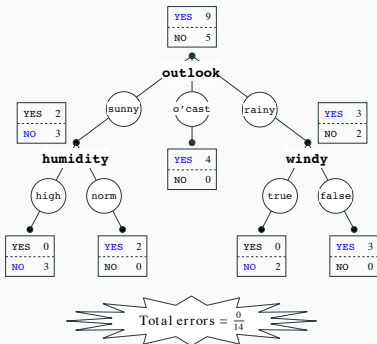 YES 9
NO 5
outlook
sunny
o'cast
rainy
YES 2
NO 3
YES 4
NO 0
YES 3
NO 2
humidity
windy
high
norm
true
false
YES 0
NO 3
YES 2
NO 0
YES 0
NO 2
YES 3
NO 0
Total errors = 0/14